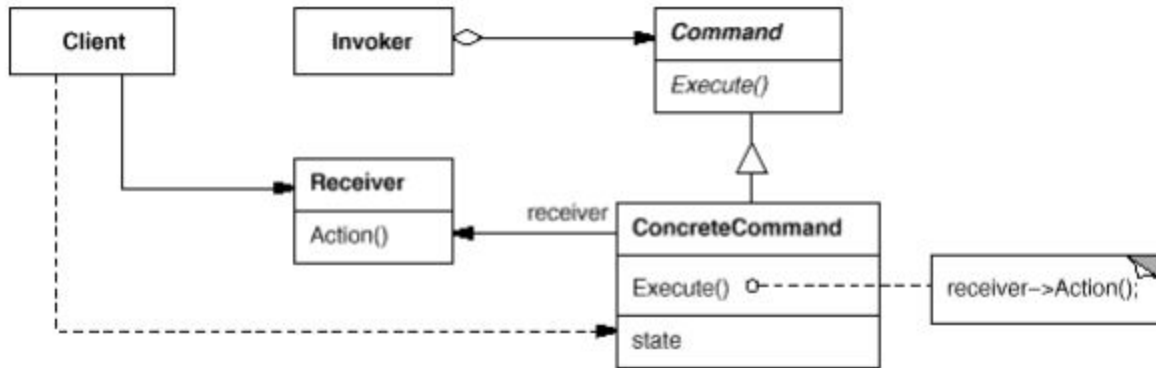 Client
Invoker
Command
Execute()
Receiver
Action()
receiver
ConcreteCommand
Execute()
receiver->Action();
state